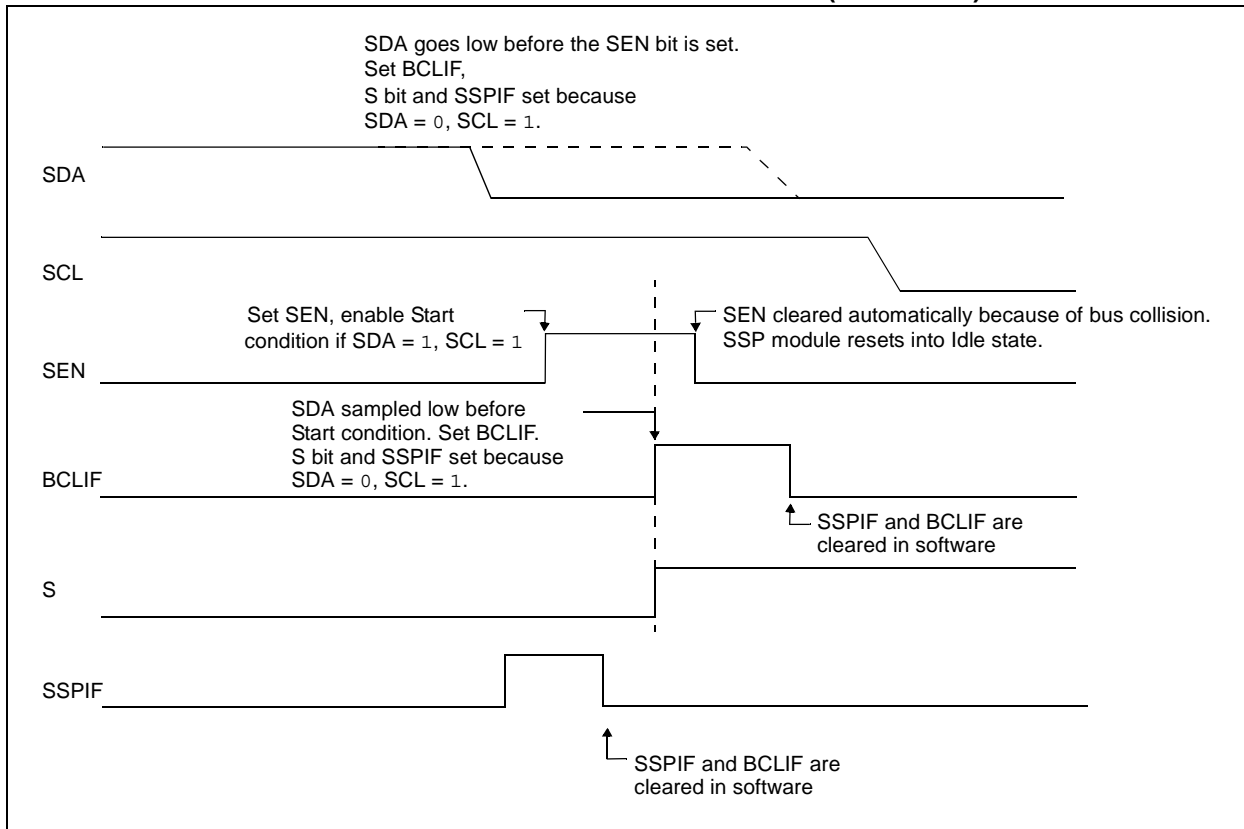 SDA goes low before the SEN bit is set.
Set BCLIF,
S bit and SSPIF set because
SDA = 0, SCL = 1.
SDA
SCL
Set SEN, enable Start
condition if SDA = 1, SCL = 1
SEN cleared automatically because of bus collision.
SSP module resets into Idle state.
SEN
SDA sampled low before
Start condition. Set BCLIF.
S bit and SSPIF set because
SDA = 0, SCL = 1.
BCLIF
SSPIF and BCLIF are
cleared in software
S
SSPIF
SSPIF and BCLIF are
cleared in software